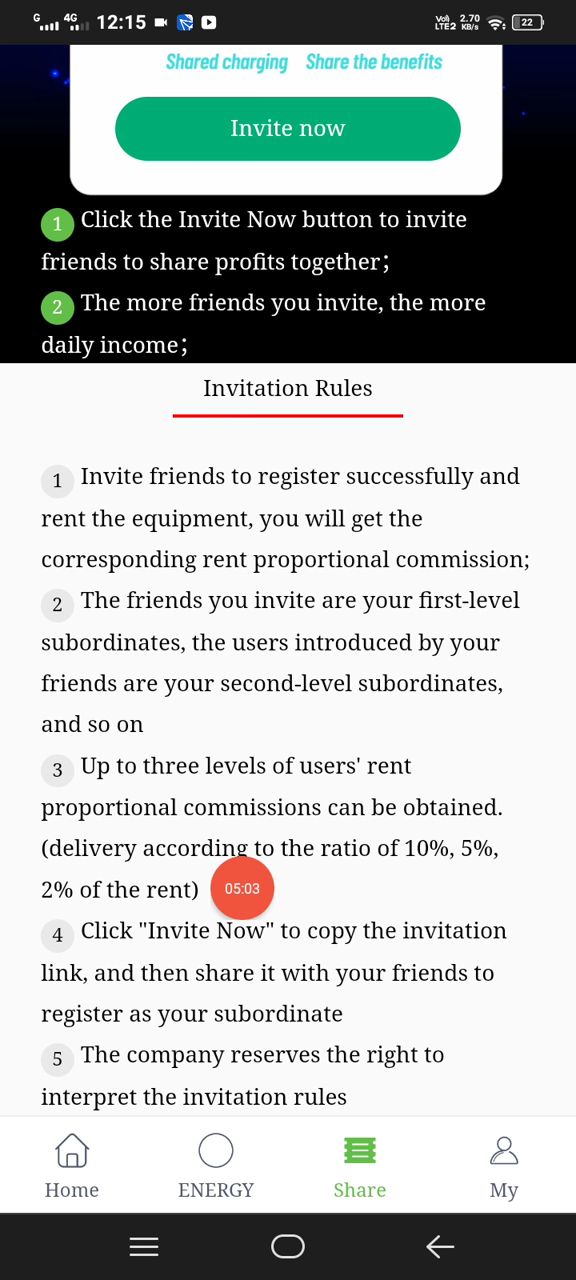 G 4G 12:15 Vo) LTE2 2.70 KB/s 22
Shared charging Share the benefits
Invite now
1 Click the Invite Now button to invite
friends to share profits together;
2 The more friends you invite, the more
daily income;
Invitation Rules
1 Invite friends to register successfully and
rent the equipment, you will get the
corresponding rent proportional commission;
2 The friends you invite are your first-level
subordinates, the users introduced by your
friends are your second-level subordinates,
and so on
3 Up to three levels of users' rent
proportional commissions can be obtained.
(delivery according to the ratio of 10%, 5%,
2% of the rent) 05:03
4 Click "Invite Now" to copy the invitation
link, and then share it with your friends to
register as your subordinate
5 The company reserves the right to
interpret the invitation rules
Home ENERGY Share My